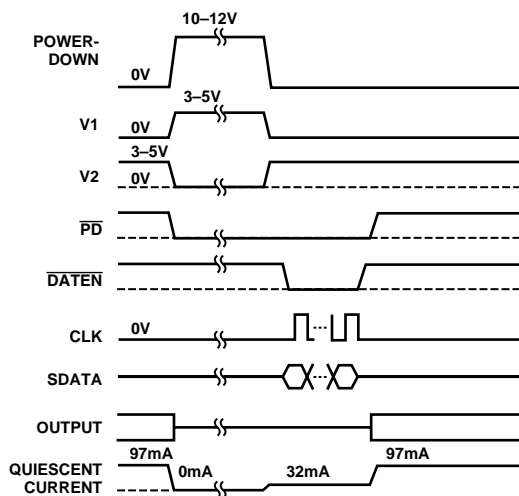 10–12V
POWER-
DOWN
0V
3–5V
V1
0V
3–5V
V2
0V
PD
DATEN
CLK
0V
SDATA
OUTPUT
97mA
97mA
QUIESCENT
CURRENT
0mA
32mA